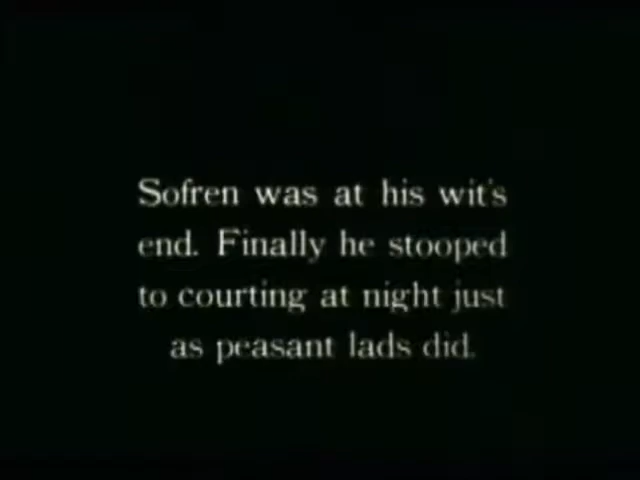 Sofren was at his wit's
end. Finally he stooped
to courting at night just
as peasant lads did.